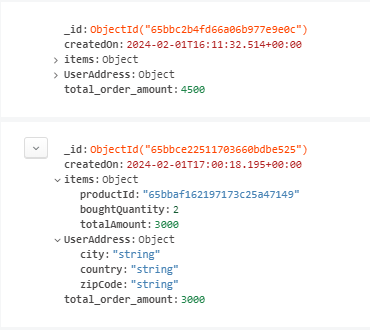 _id: ObjectId("65bbc2b4fd66a06b977e9e0c")
createdOn: 2024-02-01T16:11:32.514+00:00
items: Object
UserAddress: Object
total_order_amount: 4500
_id: ObjectId("65bbce22511703660bdbe525")
createdOn: 2024-02-01T17:00:18.195+00:00
items: Object
productId: "65bbaf162197173c25a47149"
boughtQuantity: 2
totalAmount: 3000
UserAddress: Object
city: "string"
country: "string"
zipCode: "string"
total_order_amount: 3000